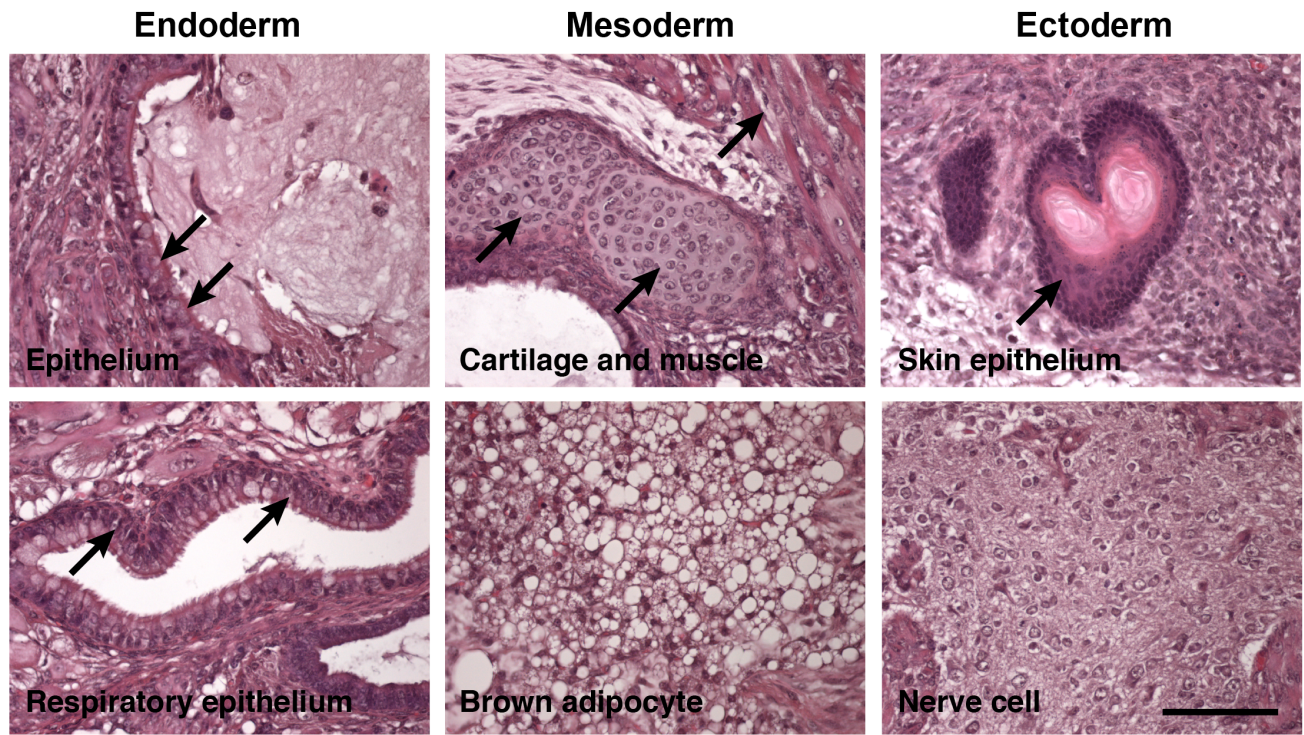 Endoderm
Mesoderm
Ectoderm
Epithelium
Cartilage and muscle
Skin epithelium
Respiratory epithelium
Brown adipocyte
Nerve cell